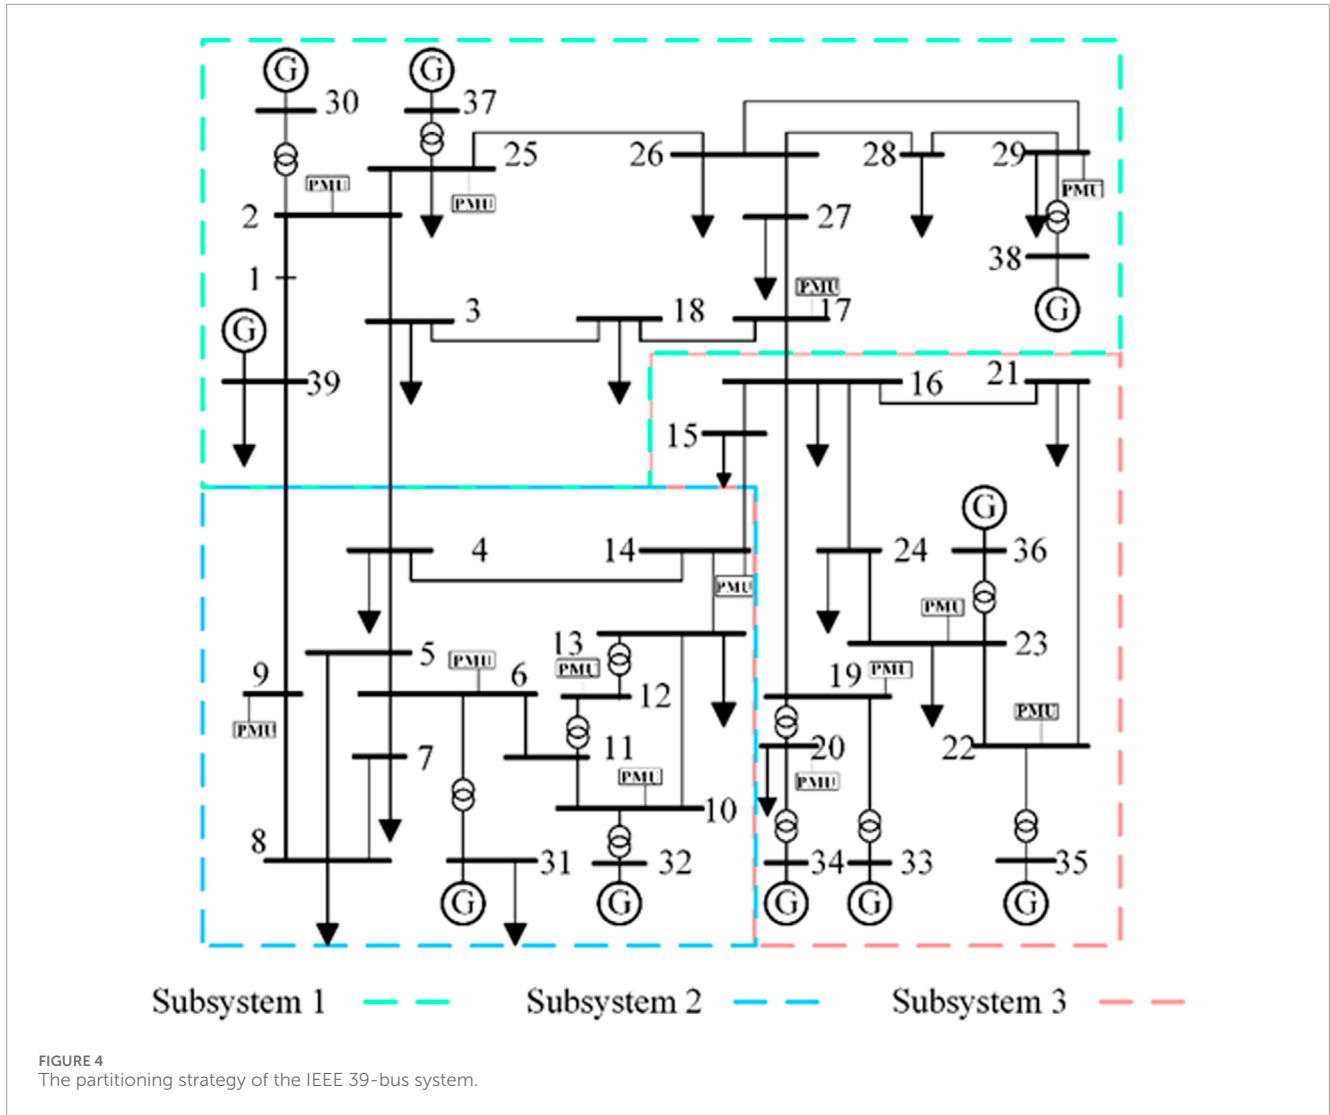 G G
30 37
25 26 28 29
PMU PMU PMU
2 27
1 38
PMU
G 3 18 17 G
39 16 21
15
G
4 14 24 36
PMU PMU
13 23
5 PMU 6 PMU 12 19 PMU
9 PMU PMU
7 11 20 22
PMU PMU
10
8 31 32 34 33 35
G G G G G
Subsystem 1 Subsystem 2 Subsystem 3
FIGURE 4
The partitioning strategy of the IEEE 39-bus system.